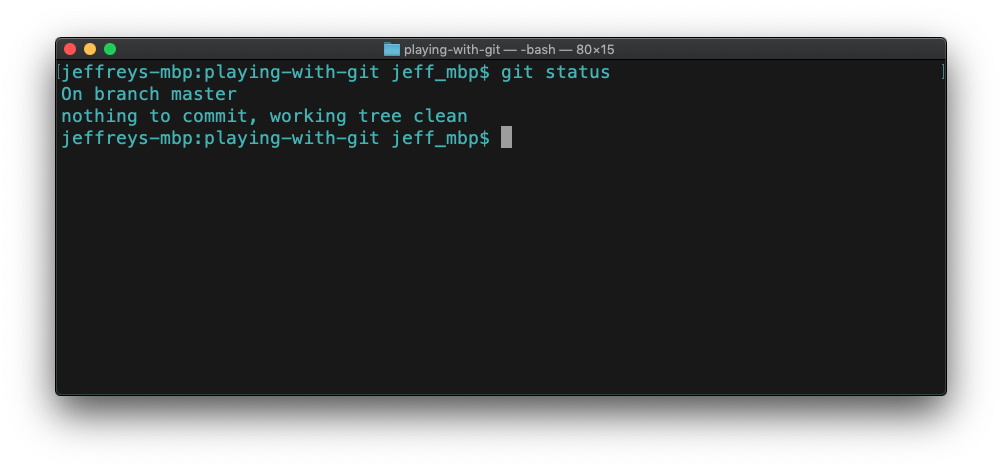 playing-with-git — -bash — 80×15
[jeffreys-mbp:playing-with-git jeff_mbp$ git status ]
On branch master
nothing to commit, working tree clean
jeffreys-mbp:playing-with-git jeff_mbp$